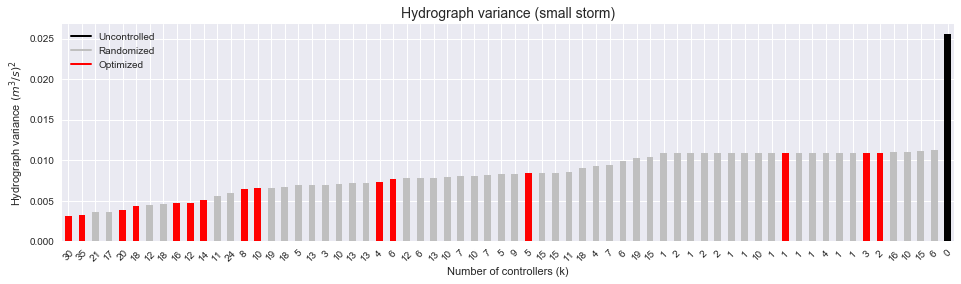 Hydrograph variance (small storm)
Uncontrolled
Randomized
Optimized
Hydrograph variance (m³/s)²
0.025
0.020
0.015
0.010
0.005
0.000
30 35 21 17 20 18 12 18 16 12 14 11 24 8 10 19 18 5 13 3 10 13 13 4 6 12 6 13 10 7 10 7 5 9 5 15 15 11 18 4 7 6 19 15 1 2 1 2 2 1 1 10 1 1 1 1 4 1 1 3 2 16 10 15 6 0
Number of controllers (k)